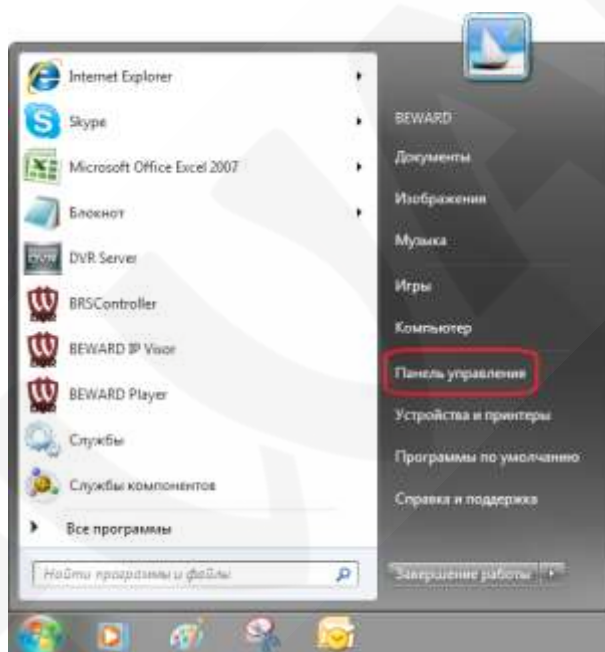 Internet Explorer
Skype
Microsoft Office Excel 2007
Блокнот
DVR Server
BRSController
BEWARD IP Visor
BEWARD Player
Службы
Службы компонентов
Все программы
Найти программы и файлы
BEWARD
Документы
Изображения
Музыка
Игры
Компьютер
Панель управления
Устройства и принтеры
Программы по умолчанию
Справка и поддержка
Завершение работы